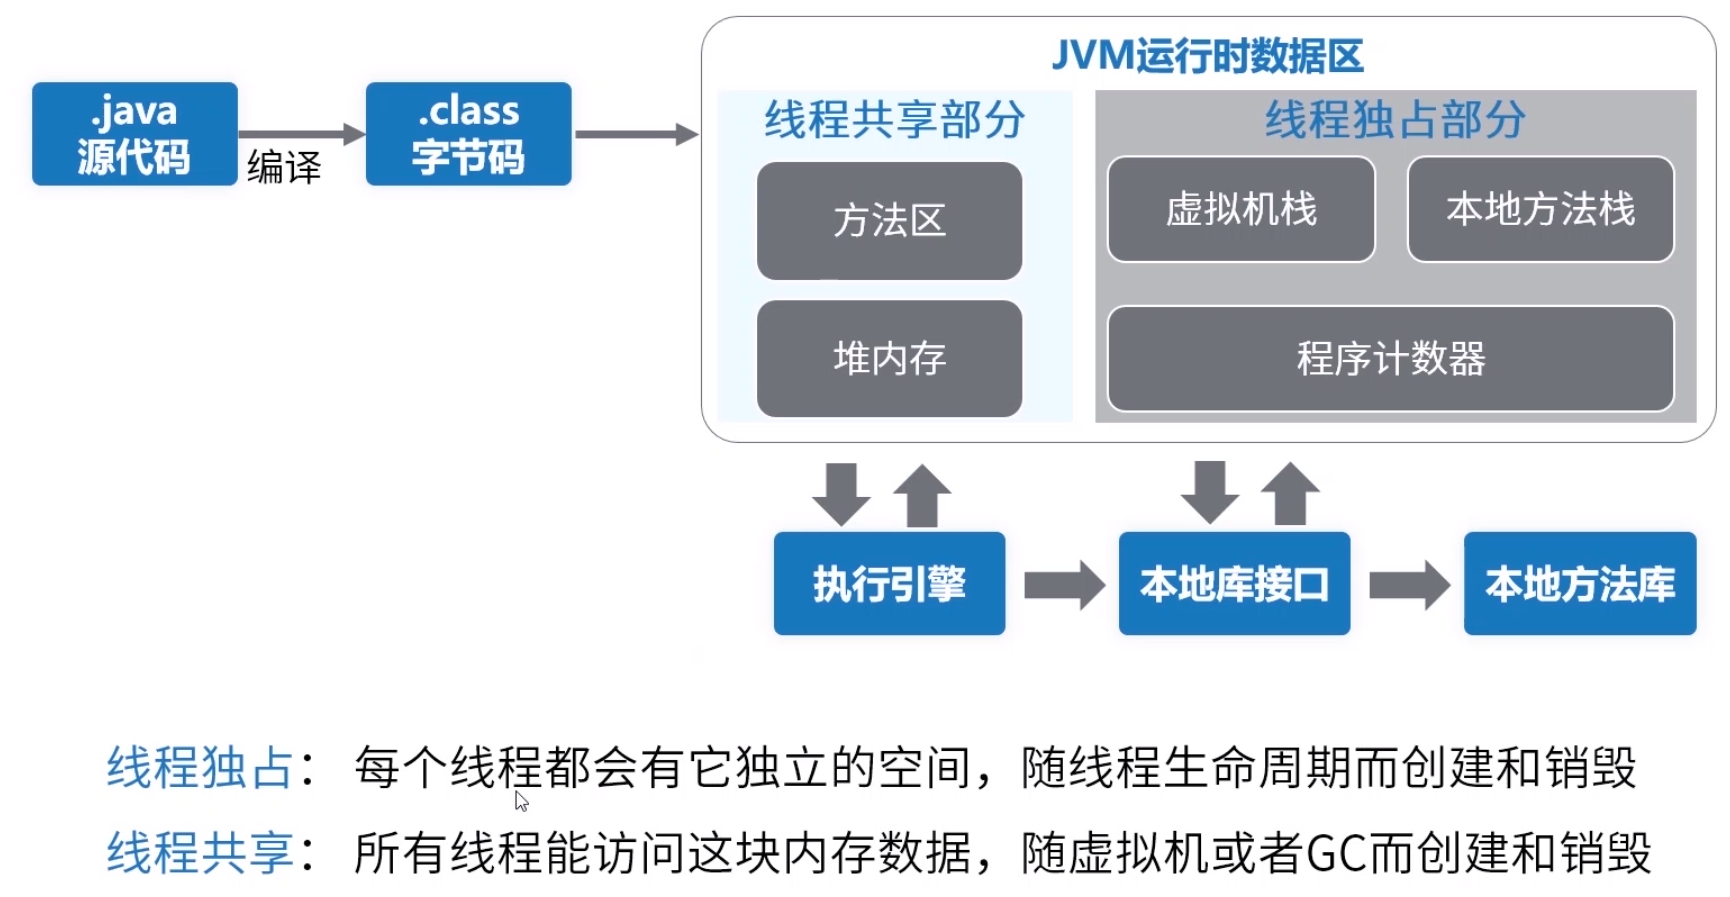 JVM运行时数据区
.java
源代码
编译
.class
字节码
线程共享部分
方法区
堆内存
线程独占部分
虚拟机栈
本地方法栈
程序计数器
执行引擎
本地库接口
本地方法库
线程独占： 每个线程都会有它独立的空间，随线程生命周期而创建和销毁
线程共享： 所有线程能访问这块内存数据，随虚拟机或者GC而创建和销毁